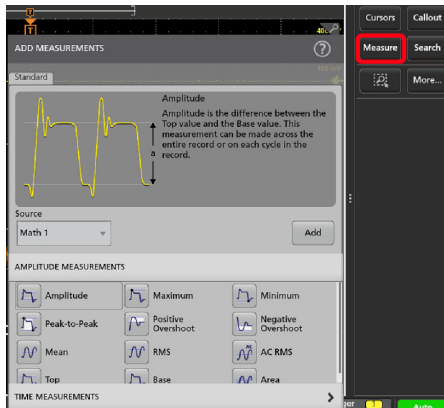 T
T
ADD MEASUREMENTS
Standard
Amplitude
Amplitude is the difference between the
Top value and the Base value. This
measurement can be made across the
entire record or on each cycle in the
record.
a
Source
Math 1
Add
AMPLITUDE MEASUREMENTS
Amplitude
Maximum
Minimum
Peak-to-Peak
Positive
Overshoot
Negative
Overshoot
Mean
RMS
AC
AC RMS
Top
Base
Area
TIME MEASUREMENTS
Cursors
Callout
Measure
Search
More...
1
Auto